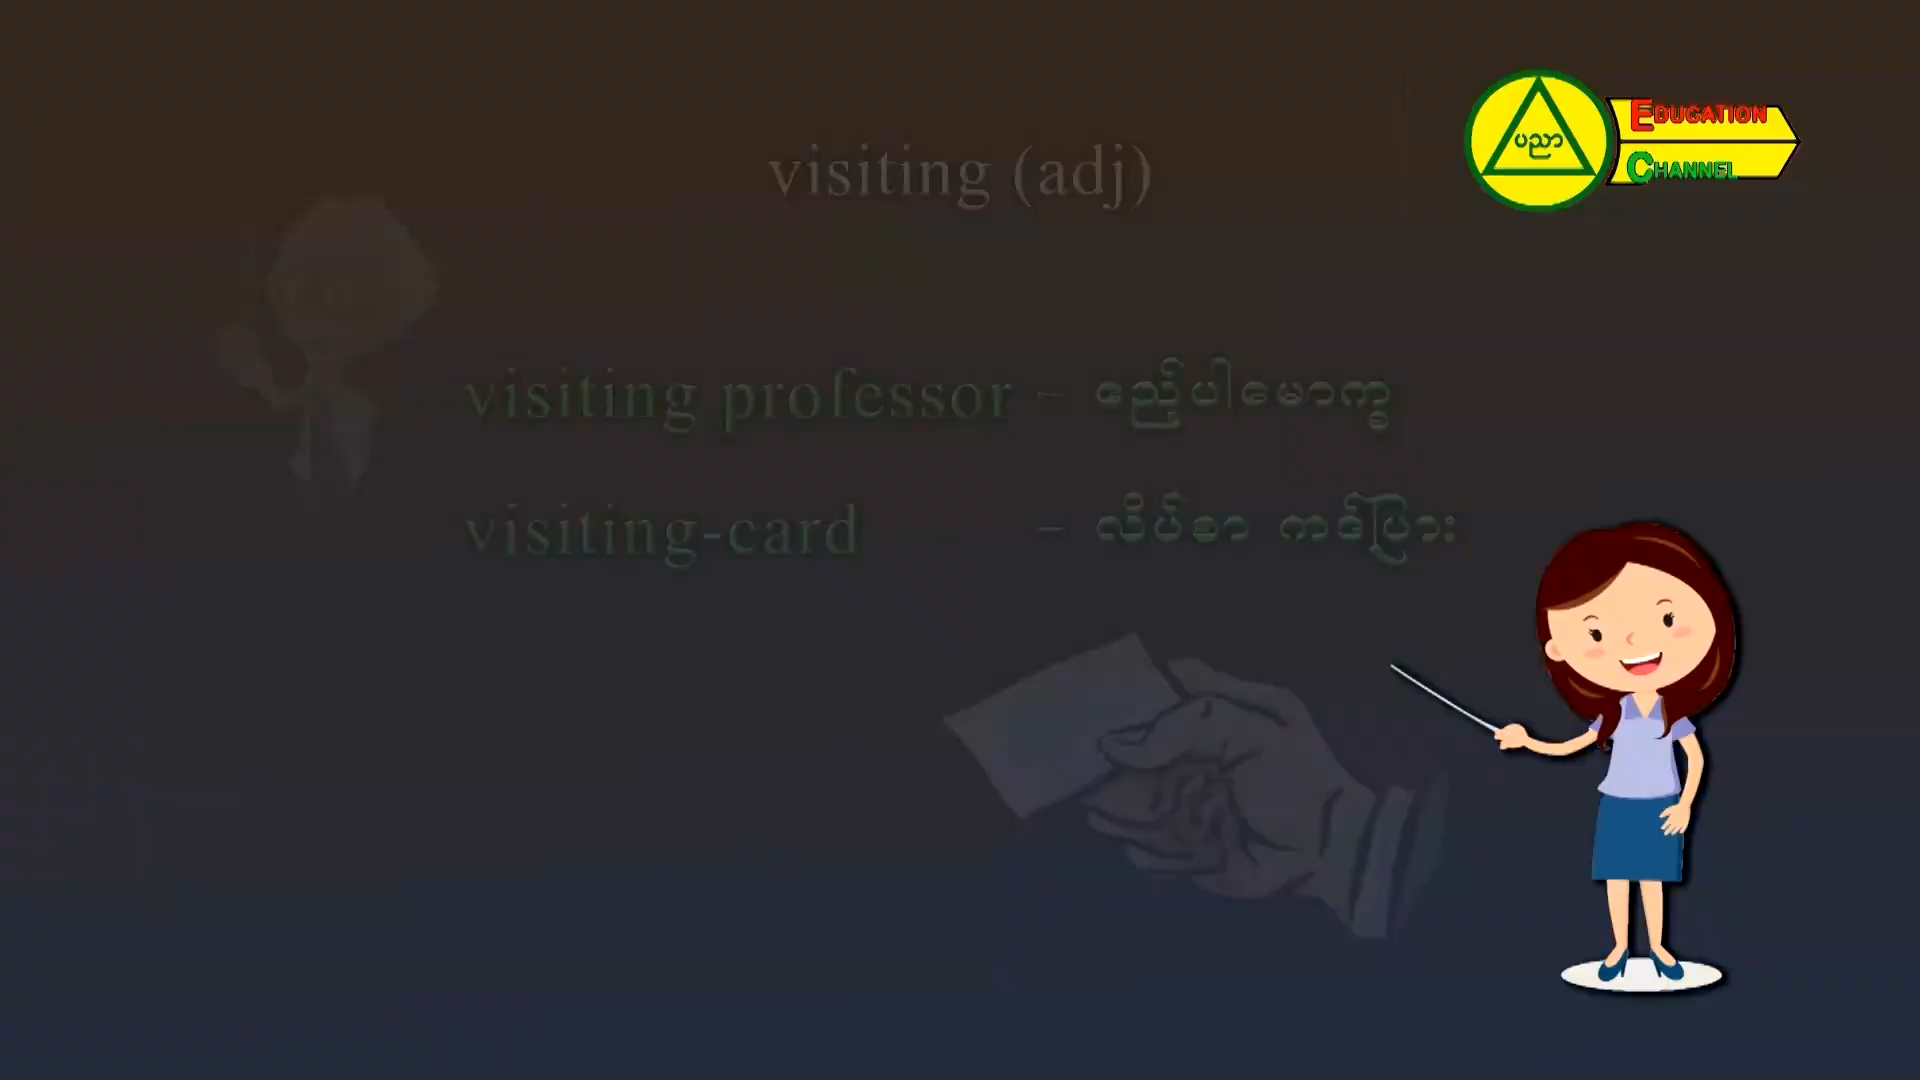 visiting (adj)
ပညာ
EDUCATION
CHANNEL
visiting professor – ဧည့်ပါမောက္ခ
visiting-card – လိပ်စာ ကဒ်ပြား